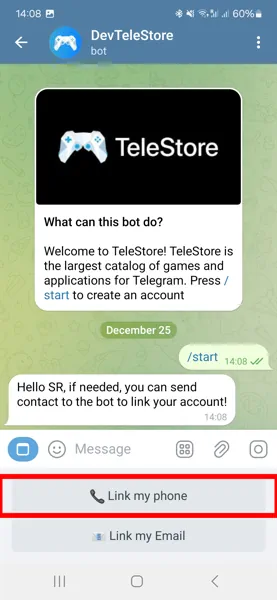 14:08 60%
DevTeleStore
bot
TeleStore
What can this bot do?
Welcome to TeleStore! TeleStore is
the largest catalog of games and
applications for Telegram. Press /
start to create an account
December 25
/start 14:08
Hello SR, if needed, you can send
contact to the bot to link your account!
14:08
Message
Link my phone
Link my Email